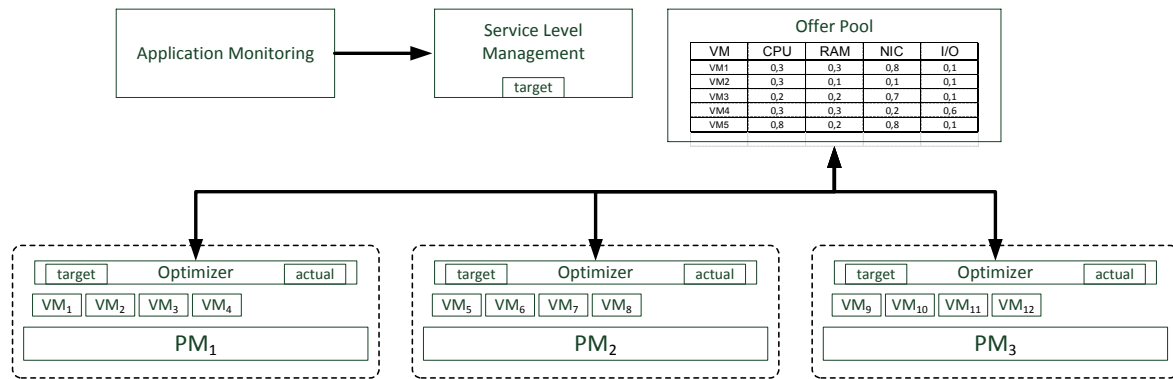 Application Monitoring
Service Level
Management
target
Offer Pool
VM CPU RAM NIC I/O
VM1 0,3 0,3 0,8 0,1
VM2 0,3 0,1 0,1 0,1
VM3 0,2 0,2 0,7 0,1
VM4 0,3 0,3 0,2 0,6
VM5 0,8 0,2 0,8 0,1
target Optimizer actual
VM₁ VM₂ VM₃ VM₄
PM₁
target Optimizer actual
VM₅ VM₆ VM₇ VM₈
PM₂
target Optimizer actual
VM₉ VM₁₀ VM₁₁ VM₁₂
PM₃